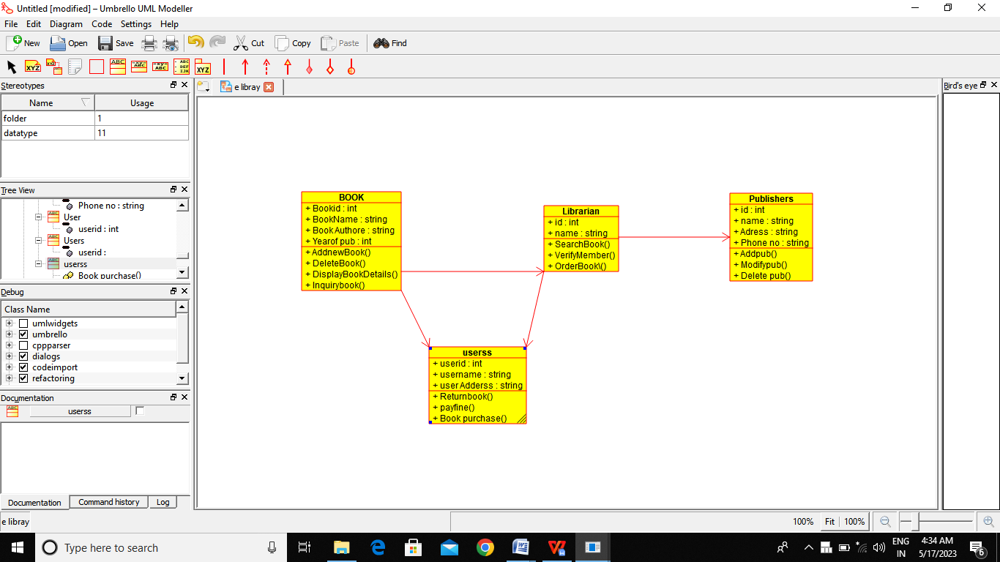 Untitled [modified] – Umbrello UML Modeller
File Edit Diagram Code Settings Help
New Open Save Cut Copy Paste Find
Stereotypes
Name Usage
folder 1
datatype 11
Tree View
Phone no : string
User
userid : int
Users
userid :
userss
Book purchase()
Debug
Class Name
umlwidgets
umbrello
cppparser
dialogs
codeimport
refactoring
Documentation
userss
Documentation Command history Log
e libray
e libray
BOOK
+ Bookid : int
+ BookName : string
+ Book Authore : string
+ Yearof pub : int
+ AddnewBook()
+ DeleteBook()
+ DisplayBookDetails()
+ Inquirybook()
Librarian
+ id : int
+ name : string
+ SearchBook()
+ VerifyMember()
+ OrderBook()
Publishers
+ id : int
+ name : string
+ Adress : string
+ Phone no : string
+ Addpub()
+ Modifypub()
+ Delete pub()
userss
+ userid : int
+ username : string
+ user Adderss : string
+ Returnbook()
+ payfine()
+ Book purchase()
Bird's eye
100% Fit 100%
Type here to search
ENG
IN
4:34 AM
5/17/2023
6